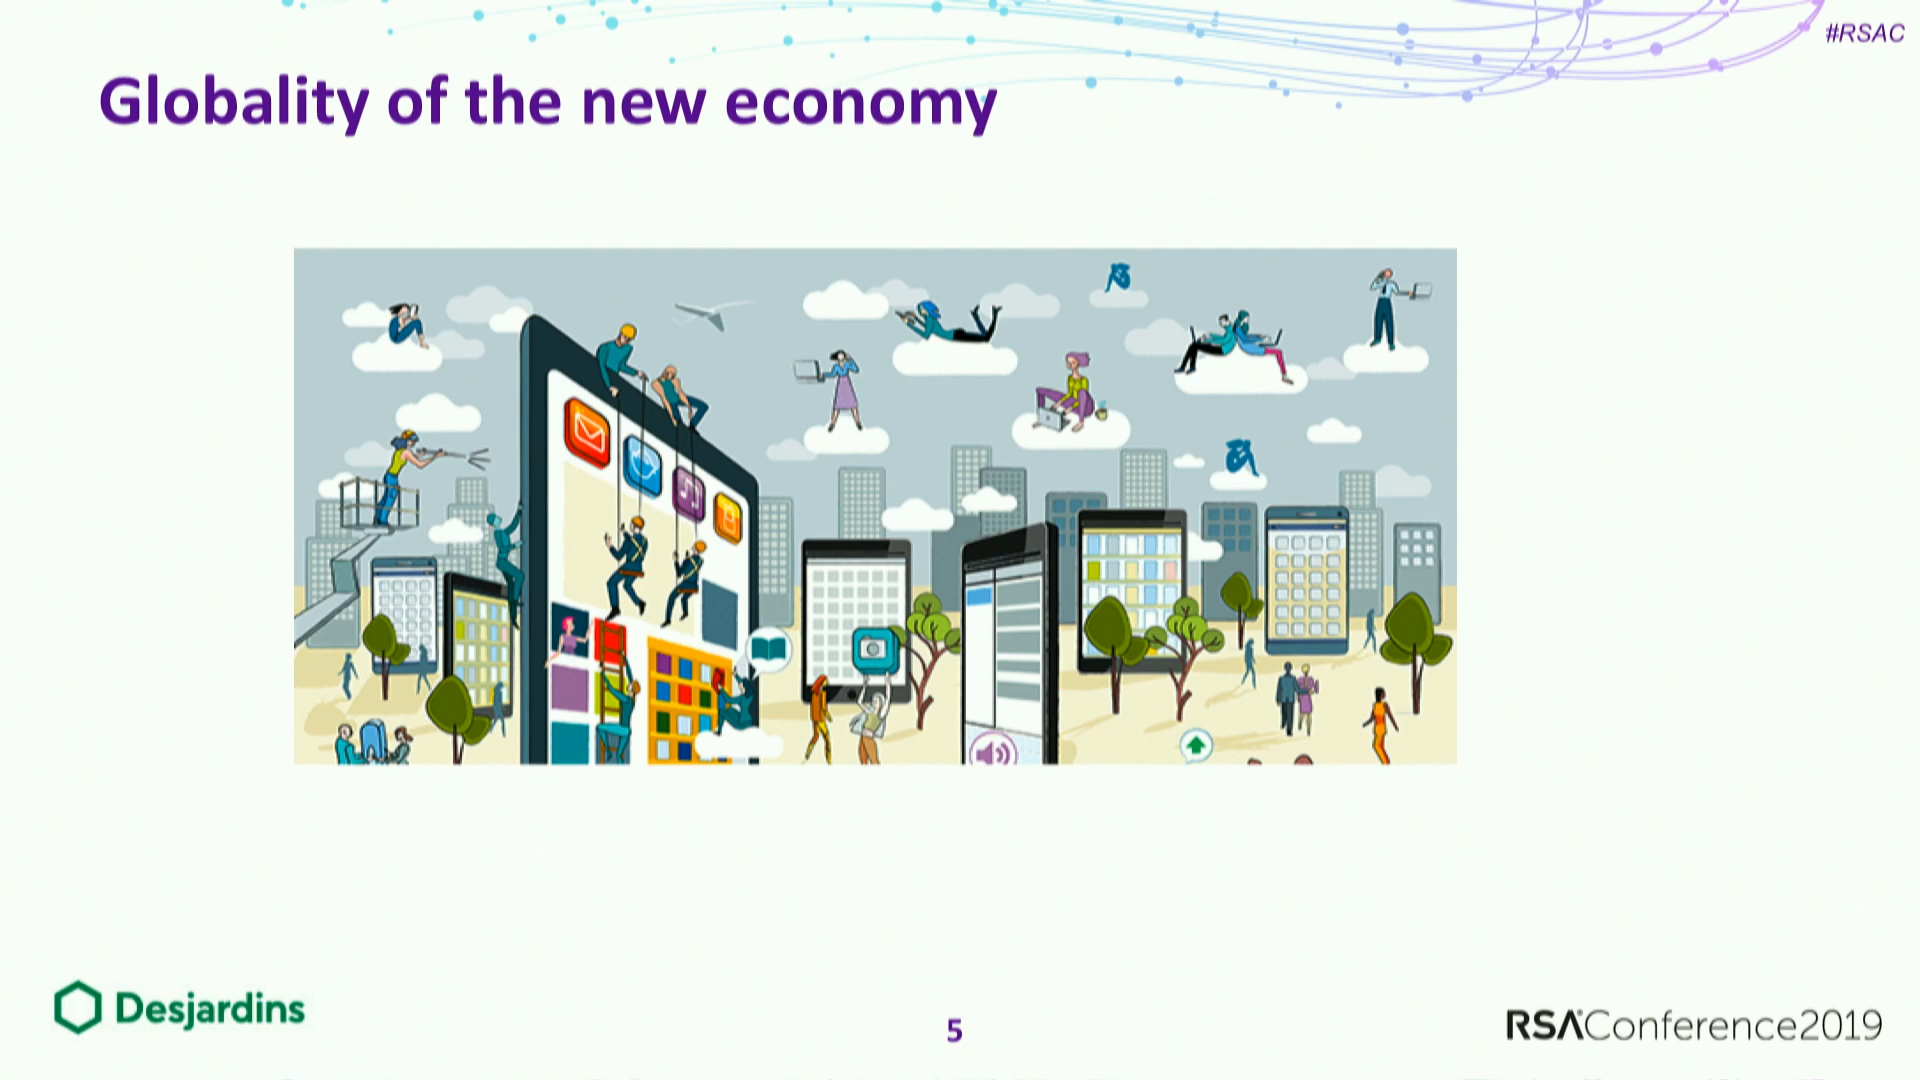 #RSAC
Globality of the new economy
Desjardins
5
RSAConference2019